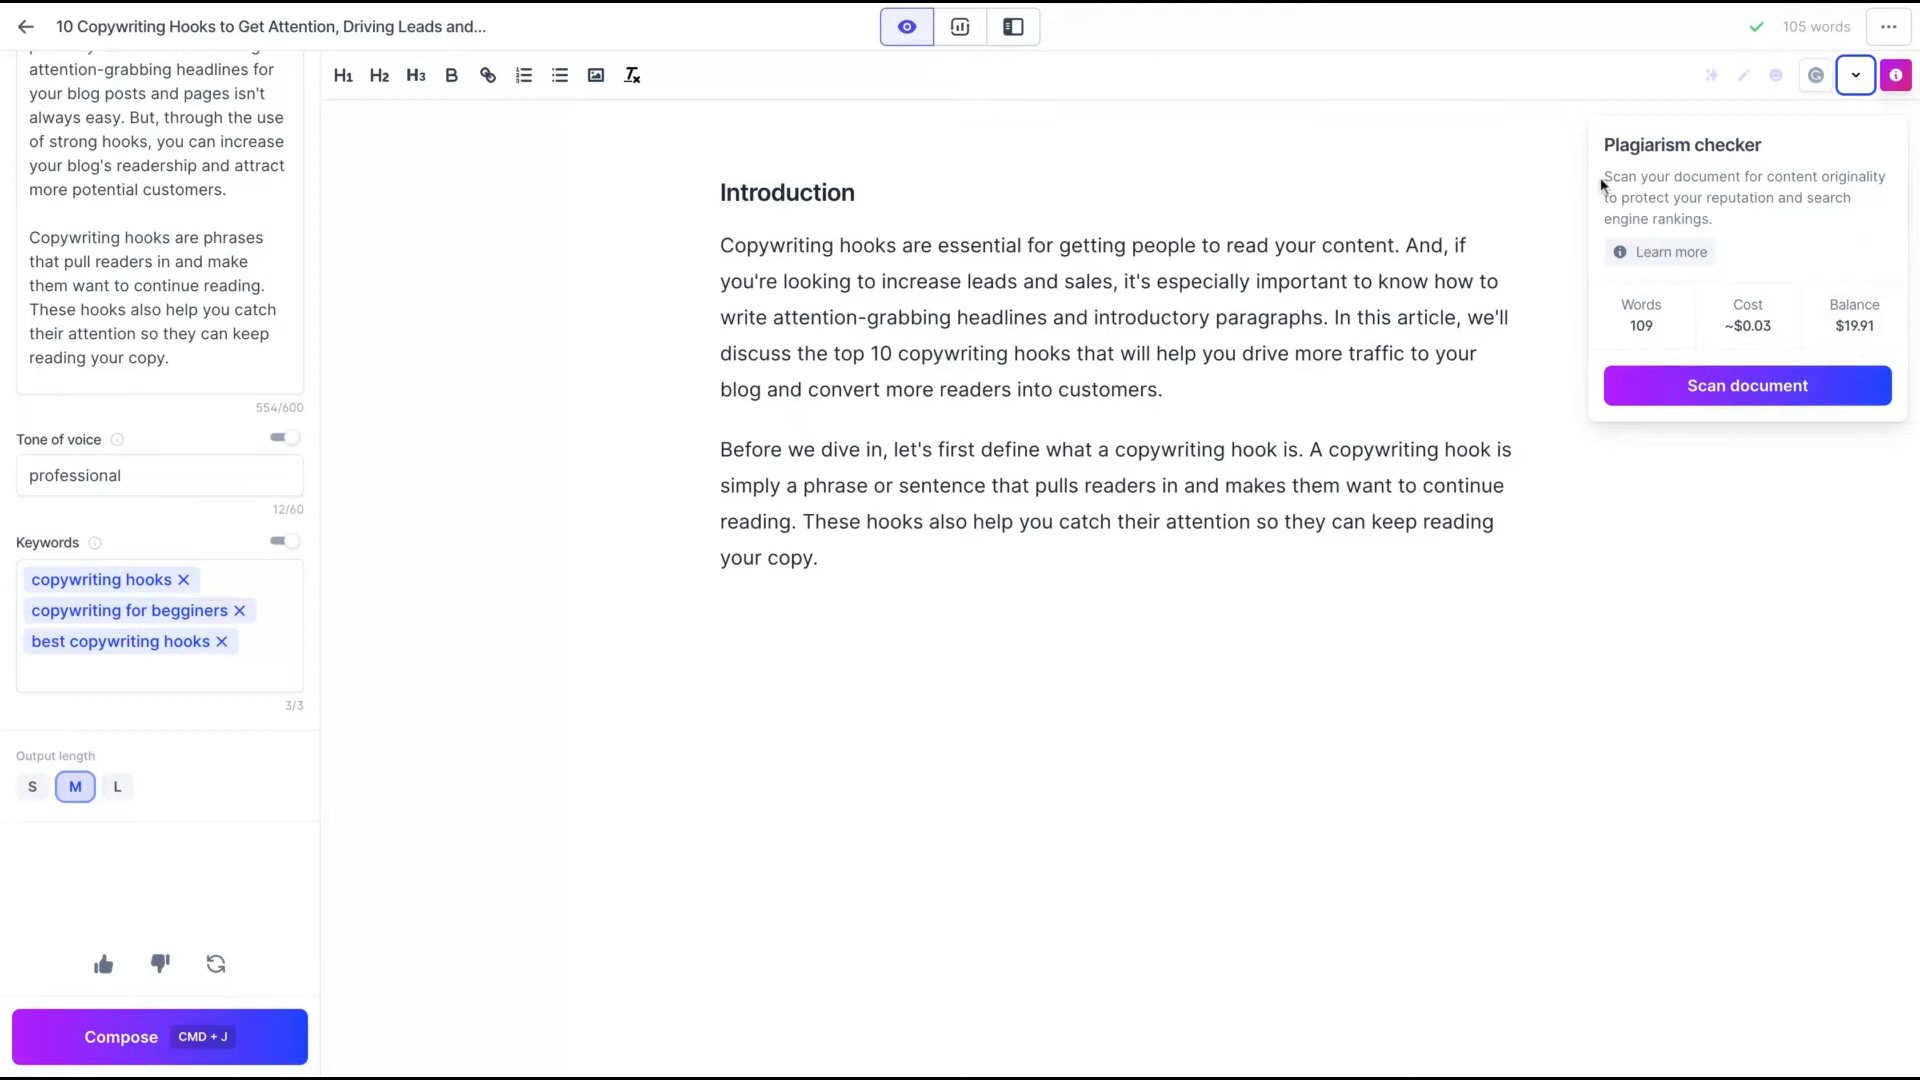 10 Copywriting Hooks to Get Attention, Driving Leads and...
105 words
attention-grabbing headlines for
your blog posts and pages isn't
always easy. But, through the use
of strong hooks, you can increase
your blog's readership and attract
more potential customers.
Copywriting hooks are phrases
that pull readers in and make
them want to continue reading.
These hooks also help you catch
their attention so they can keep
reading your copy.
554/600
Tone of voice
professional
12/60
Keywords
copywriting hooks
copywriting for begginers
best copywriting hooks
3/3
Output length
S M L
Compose CMD + J
H1 H2 H3 B
Introduction
Copywriting hooks are essential for getting people to read your content. And, if
you're looking to increase leads and sales, it's especially important to know how to
write attention-grabbing headlines and introductory paragraphs. In this article, we'll
discuss the top 10 copywriting hooks that will help you drive more traffic to your
blog and convert more readers into customers.
Before we dive in, let's first define what a copywriting hook is. A copywriting hook is
simply a phrase or sentence that pulls readers in and makes them want to continue
reading. These hooks also help you catch their attention so they can keep reading
your copy.
Plagiarism checker
Scan your document for content originality
to protect your reputation and search
engine rankings.
Learn more
Words Cost Balance
109 ~$0.03 $19.91
Scan document